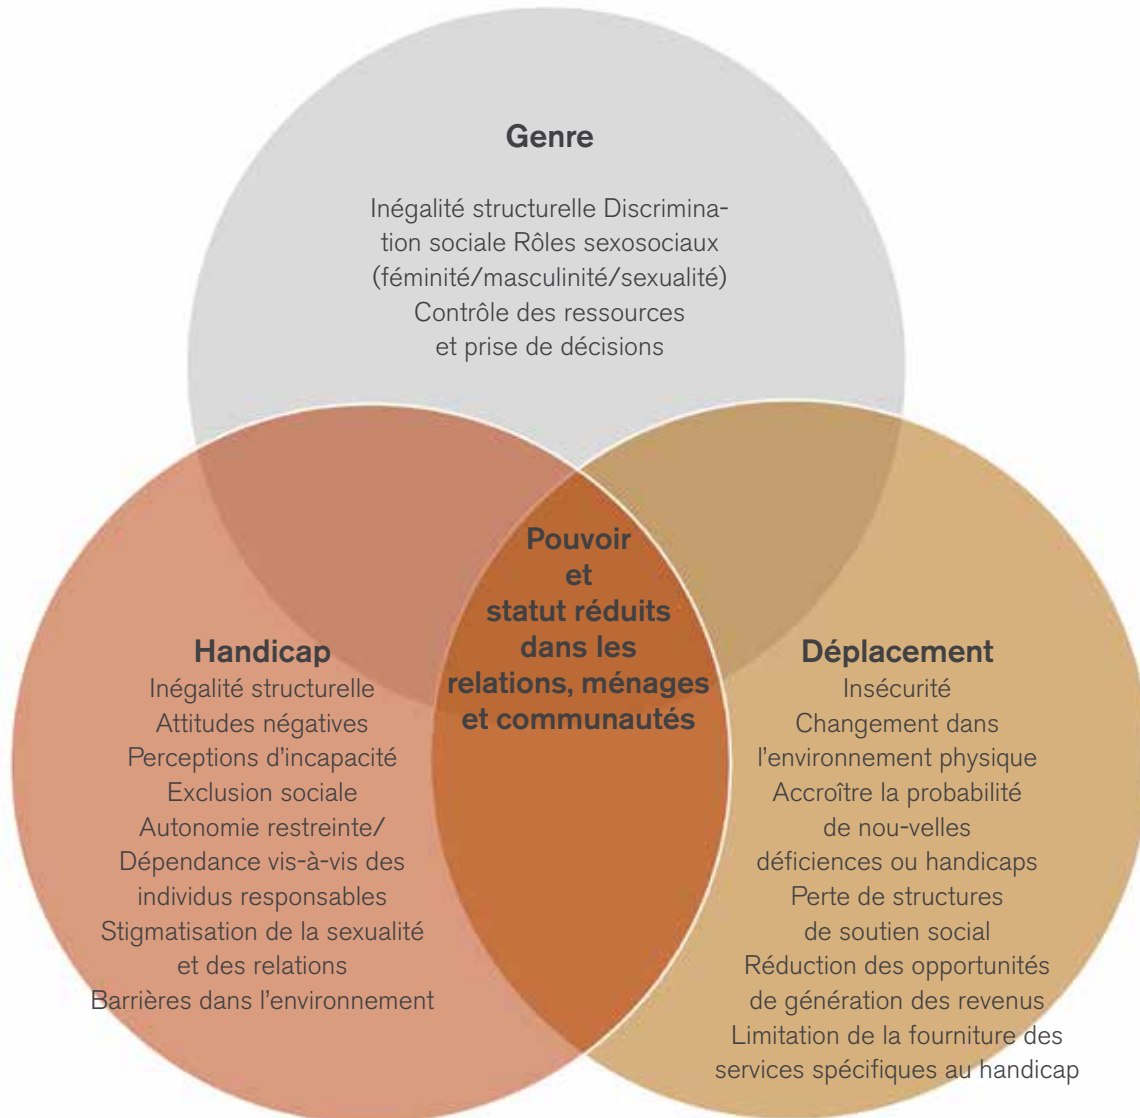 Genre
Inégalité structurelle Discrimina-
tion sociale Rôles sexosociaux
(féminité/masculinité/sexualité)
Contrôle des ressources
et prise de décisions
Pouvoir
et
statut réduits
dans les
relations, ménages
et communautés
Handicap
Inégalité structurelle
Attitudes négatives
Perceptions d'incapacité
Exclusion sociale
Autonomie restreinte/
Dépendance vis-à-vis des
individus responsables
Stigmatisation de la sexualité
et des relations
Barrières dans l'environnement
Déplacement
Insécurité
Changement dans
l'environnement physique
Accroître la probabilité
de nou-velles
déficiences ou handicaps
Perte de structures
de soutien social
Réduction des opportunités
de génération des revenus
Limitation de la fourniture des
services spécifiques au handicap